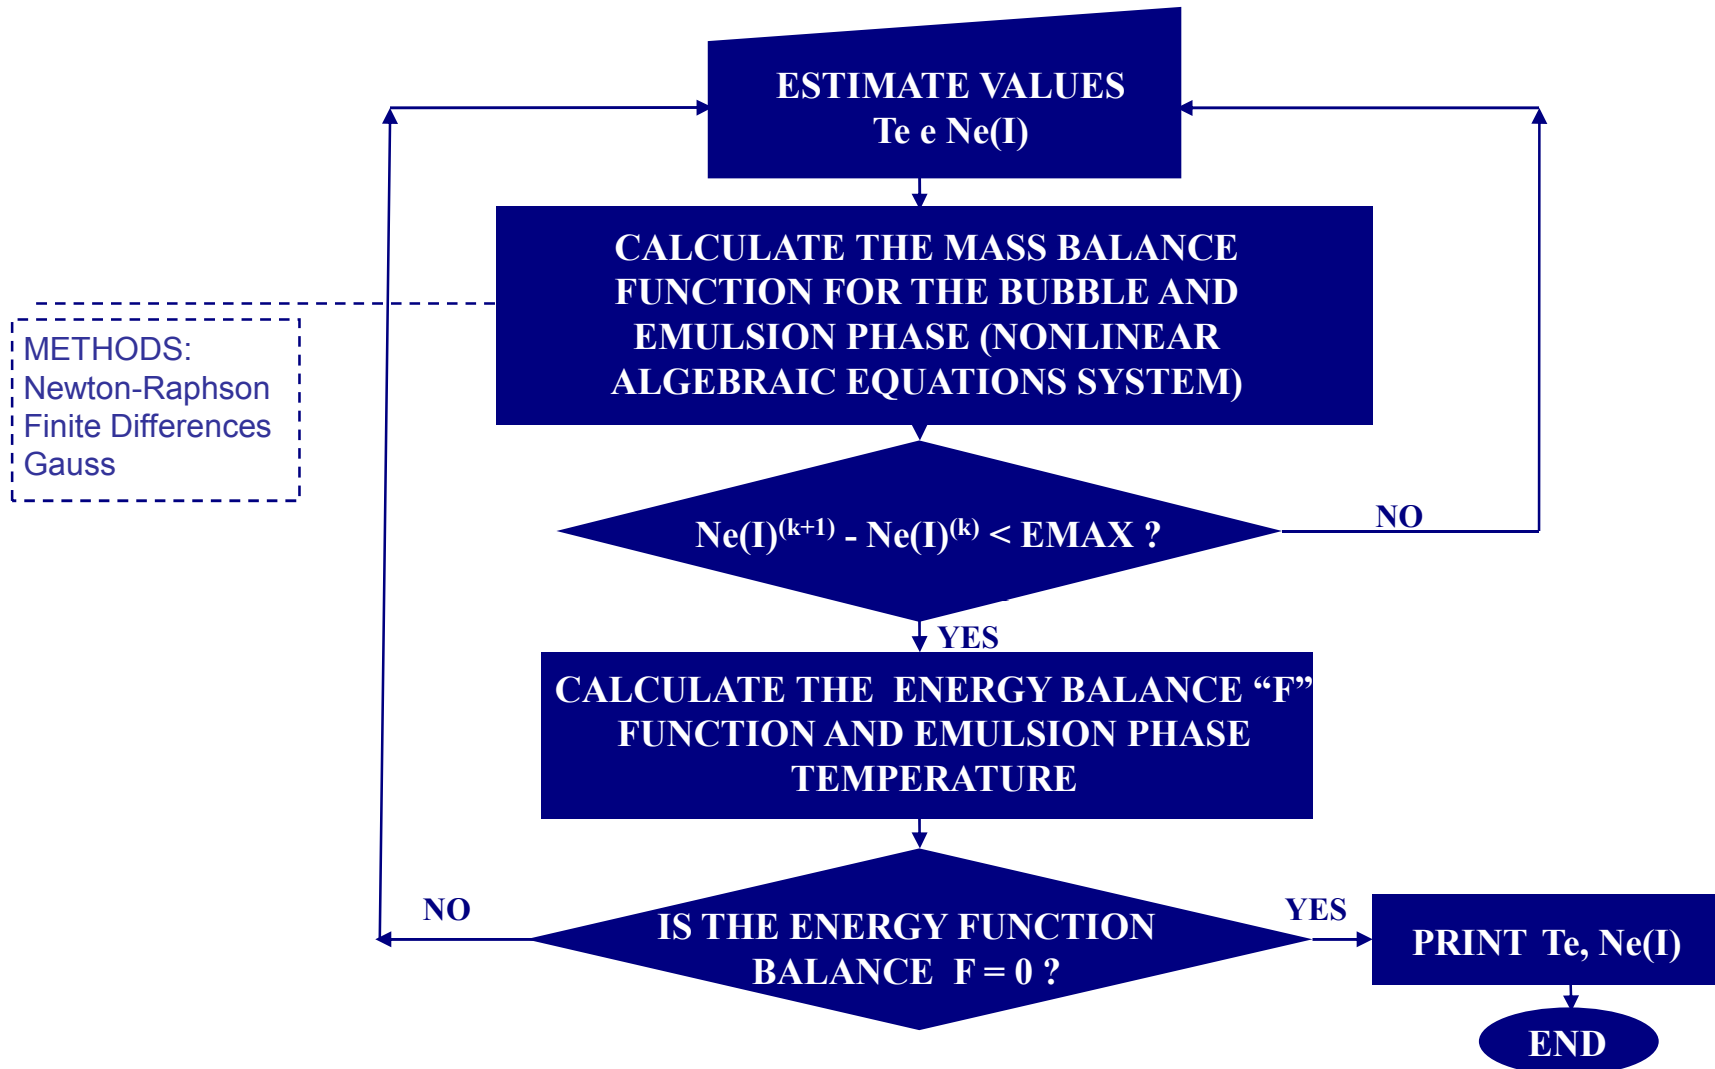 ESTIMATE VALUES
Te e Ne(I)
CALCULATE THE MASS BALANCE
FUNCTION FOR THE BUBBLE AND
EMULSION PHASE (NONLINEAR
ALGEBRAIC EQUATIONS SYSTEM)
METHODS:
Newton-Raphson
Finite Differences
Gauss
Ne(I)^(k+1) - Ne(I)^(k) < EMAX ?
NO
YES
CALCULATE THE ENERGY BALANCE “F”
FUNCTION AND EMULSION PHASE
TEMPERATURE
NO
IS THE ENERGY FUNCTION
BALANCE F = 0 ?
YES
PRINT Te, Ne(I)
END